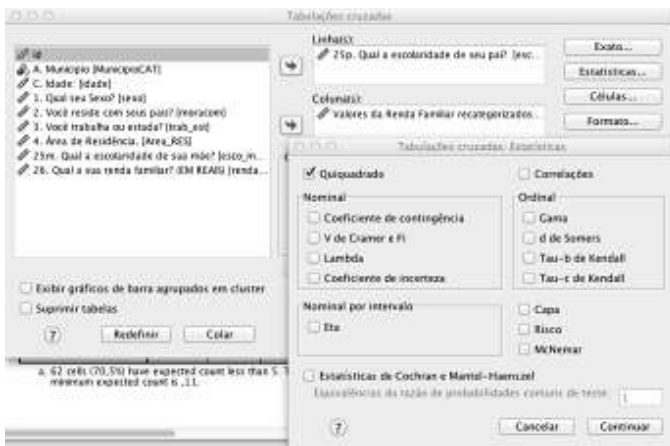 Tabulações cruzadas
Linha(s):
id
A. Município [MunicipioCAT]
C. Idade: [idade]
1. Qual seu Sexo? [sexo]
2. Você reside com seus pais? [moracom]
3. Você trabalha ou estuda? [trab_est]
4. Área de Residência. [Area_RES]
25m. Qual a escolaridade de sua mãe? [esco_m...
26. Qual a sua renda familiar? (EM REAIS) [renda...
25p. Qual a escolaridade de seu pai? [esc...
Coluna(s):
Valores da Renda Familiar recategorizados
Exato...
Estatísticas...
Células...
Formato...
Exibir gráficos de barra agrupados em cluster
Suprimir tabelas
?
Redefinir
Colar
Tabulações cruzadas: Estatísticas
Quiquadrado
Correlações
Nominal
Coeficiente de contingência
V de Cramer e Fi
Lambda
Coeficiente de incerteza
Ordinal
Gama
d de Somers
Tau-b de Kendall
Tau-c de Kendall
Nominal por intervalo
Eta
Capa
Risco
McNemar
Estatísticas de Cochran e Mantel-Haenszel
Equivalências da razão de probabilidades comuns de teste:
1
?
Cancelar
Continuar
a. 62 cells (70,5%) have expected count less than 5. T
minimum expected count is ,11.